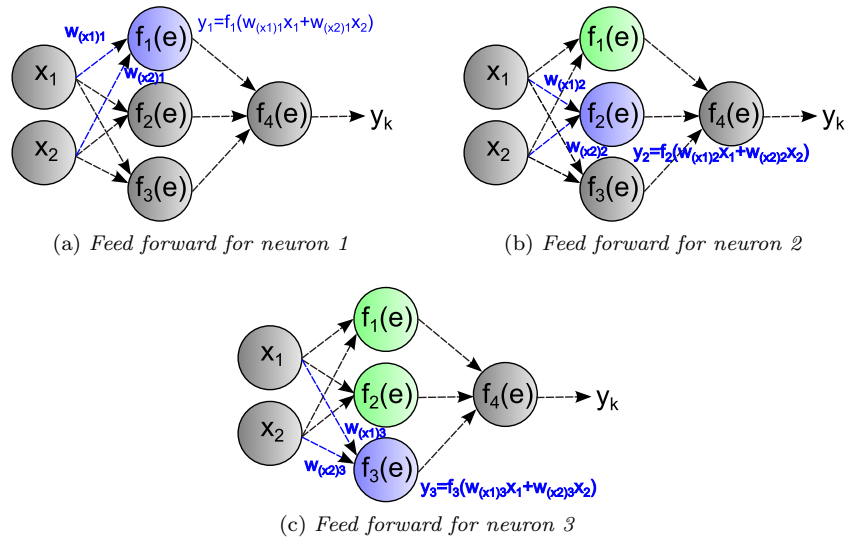 w(x1)1
f1(e)
y1=f1(w(x1)1x1+w(x2)1x2)
x1
w(x2)1
f2(e)
f4(e)
yk
x2
f3(e)
(a) Feed forward for neuron 1
f1(e)
x1
w(x1)2
f2(e)
f4(e)
yk
x2
w(x2)2
y2=f2(w(x1)2x1+w(x2)2x2)
f3(e)
(b) Feed forward for neuron 2
f1(e)
x1
f2(e)
f4(e)
yk
x2
w(x1)3
w(x2)3
f3(e)
y3=f3(w(x1)3x1+w(x2)3x2)
(c) Feed forward for neuron 3